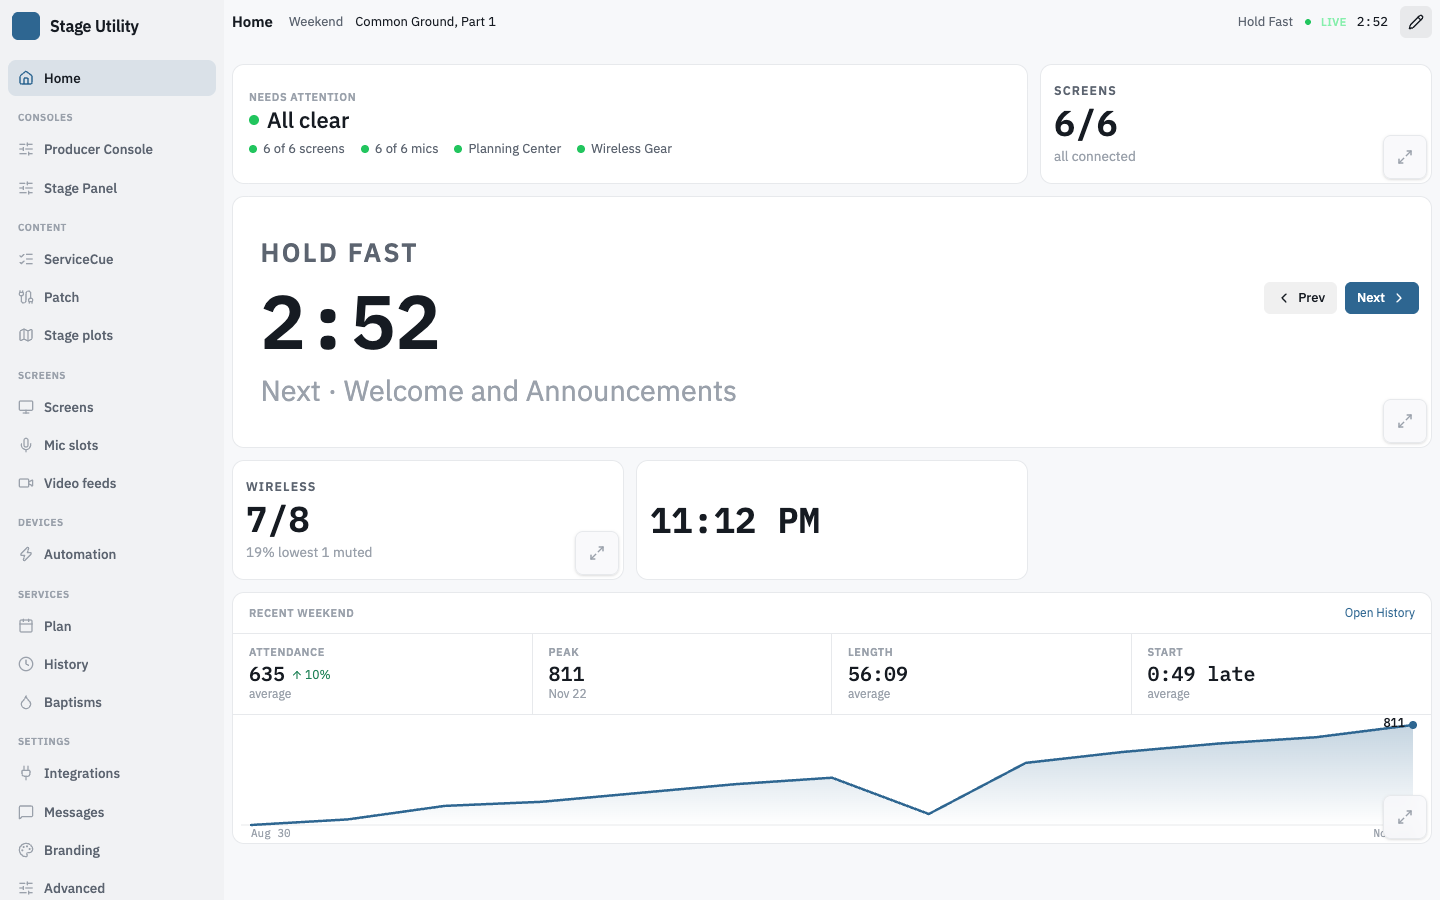 Stage Utility
Home
CONSOLES
Producer Console
Stage Panel
CONTENT
ServiceCue
Patch
Stage plots
SCREENS
Screens
Mic slots
Video feeds
DEVICES
Automation
SERVICES
Plan
History
Baptisms
SETTINGS
Integrations
Messages
Branding
Advanced
Home Weekend Common Ground, Part 1
Hold Fast LIVE 2:52
NEEDS ATTENTION
All clear
6 of 6 screens 6 of 6 mics Planning Center Wireless Gear
SCREENS
6/6
all connected
HOLD FAST
2:52
Next · Welcome and Announcements
Prev Next
WIRELESS
7/8
19% lowest 1 muted
11:12 PM
RECENT WEEKEND
Open History
ATTENDANCE
635 ↑ 10%
average
PEAK
811
Nov 22
LENGTH
56:09
average
START
0:49 late
average
811
Aug 30